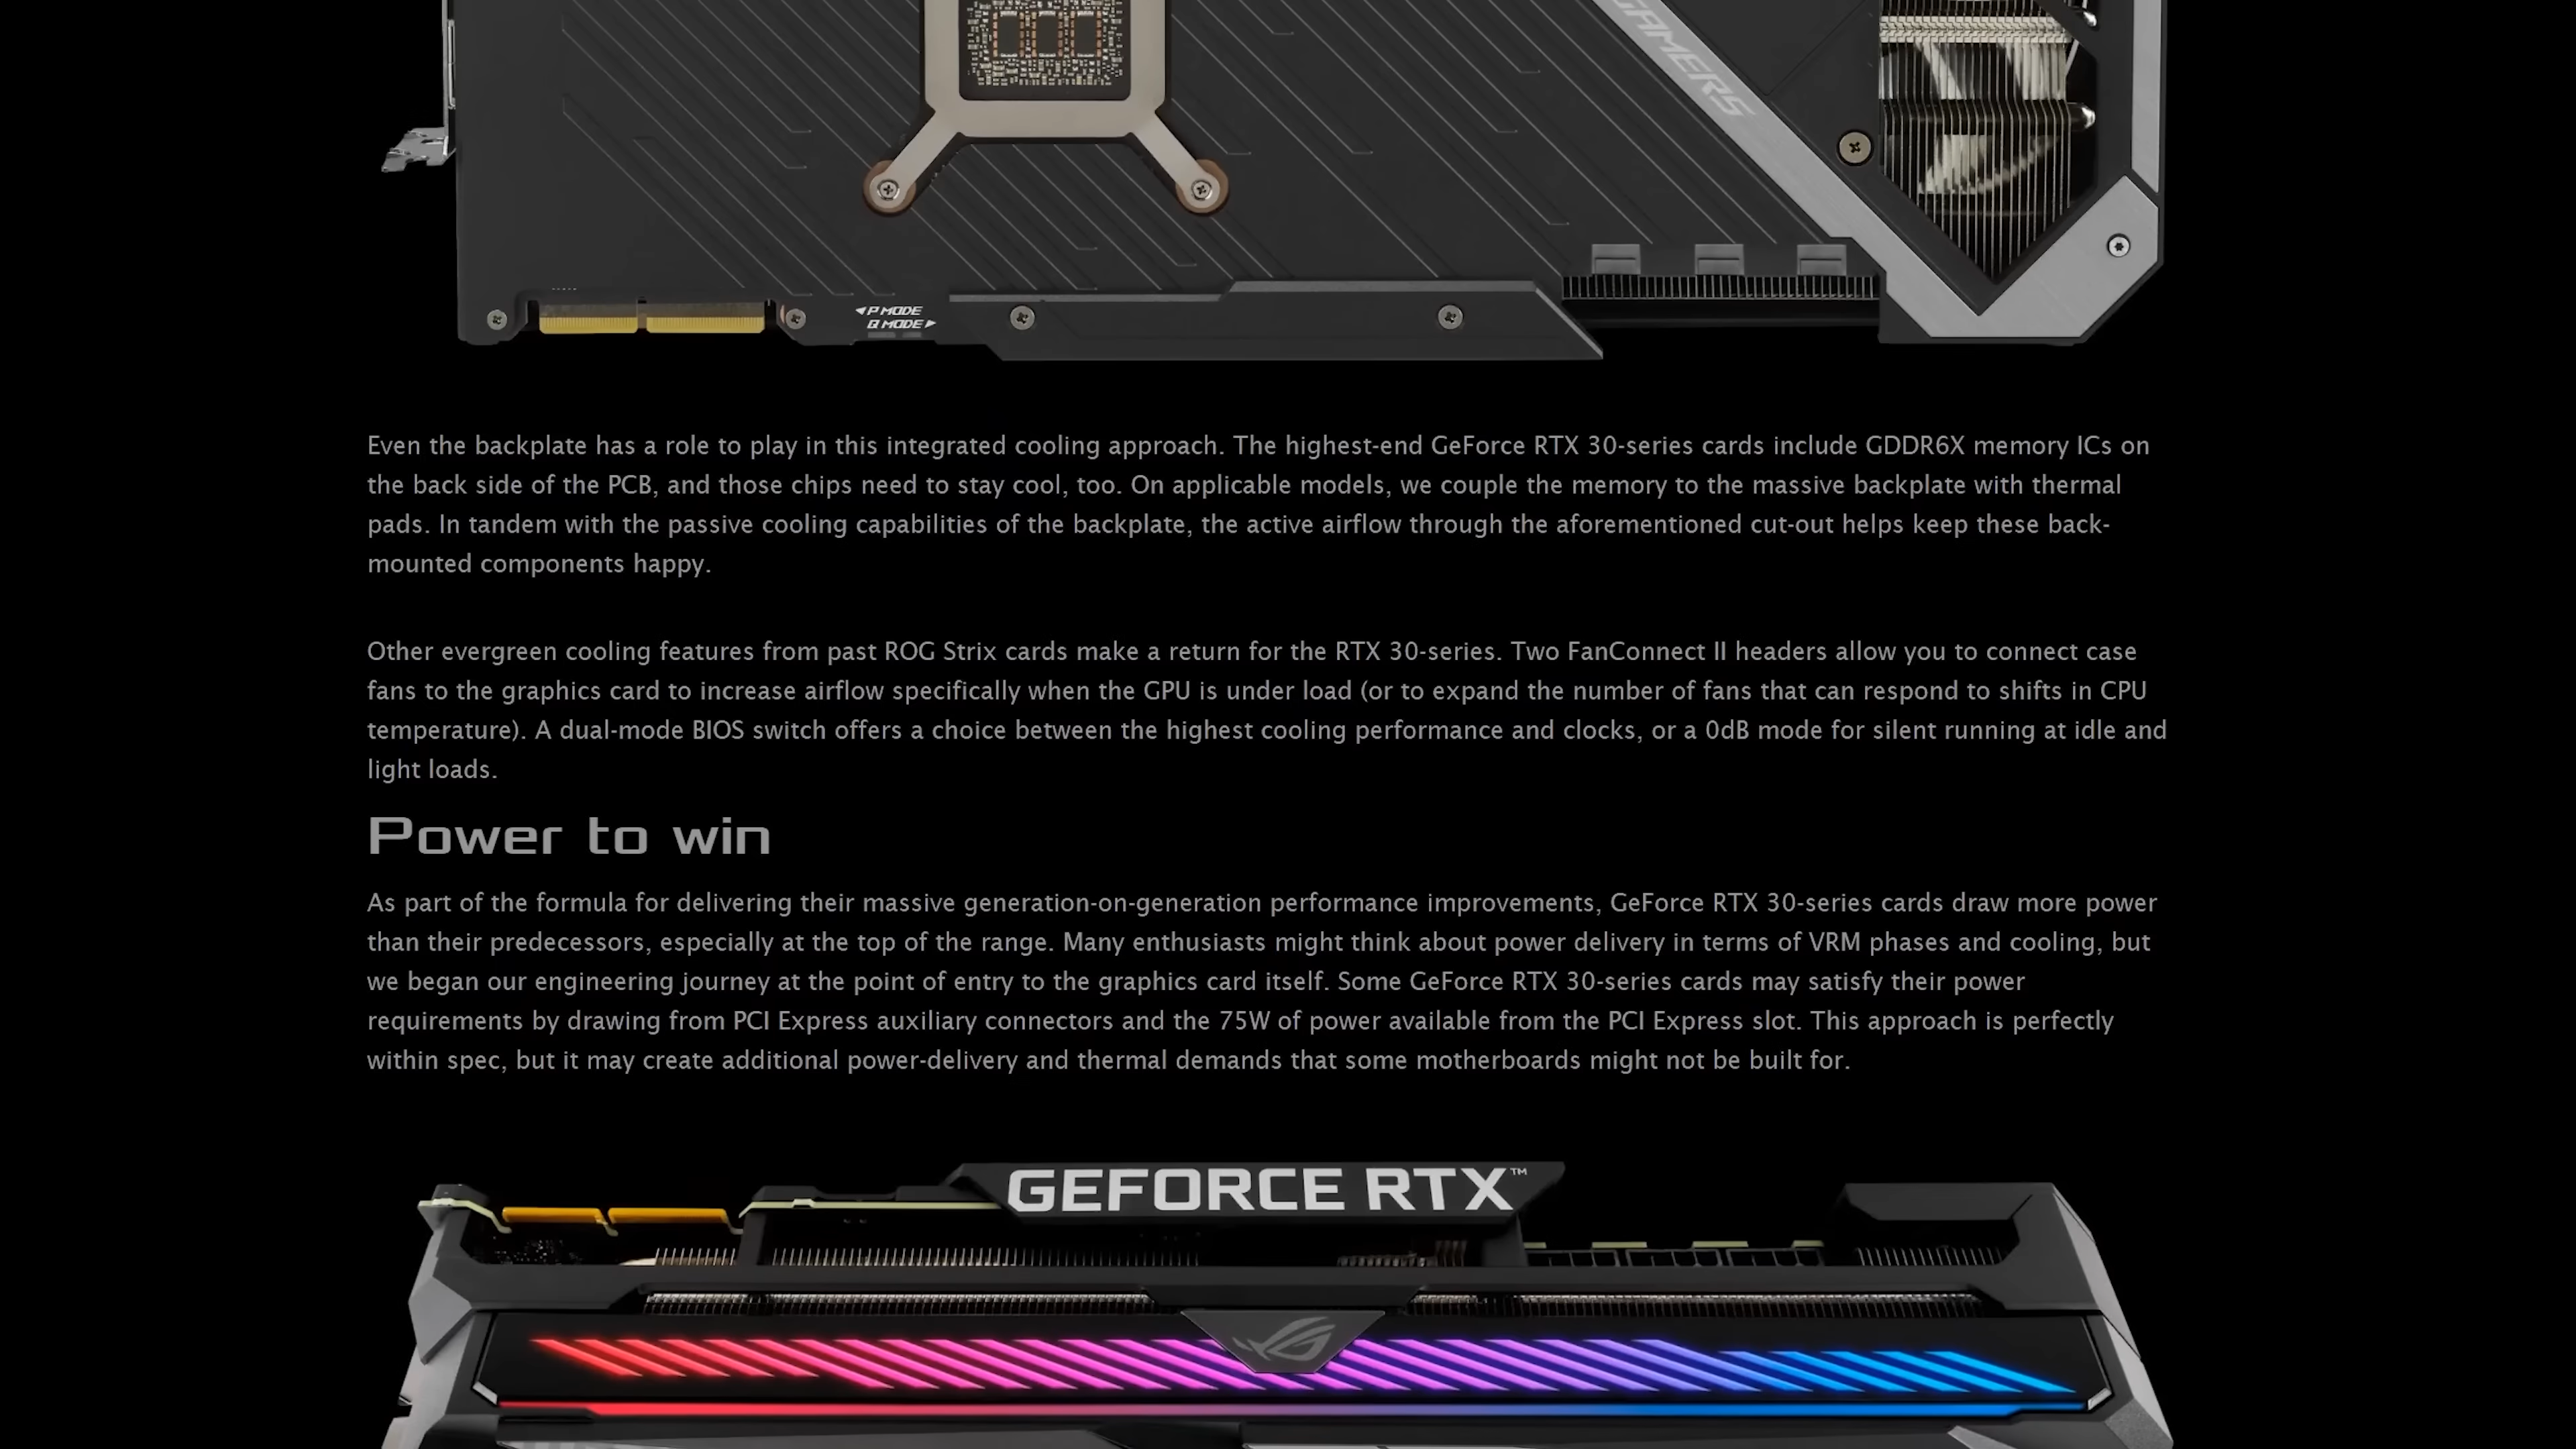 GAMERS
P MODE
Q MODE
Even the backplate has a role to play in this integrated cooling approach. The highest-end GeForce RTX 30-series cards include GDDR6X memory ICs on
the back side of the PCB, and those chips need to stay cool, too. On applicable models, we couple the memory to the massive backplate with thermal
pads. In tandem with the passive cooling capabilities of the backplate, the active airflow through the aforementioned cut-out helps keep these back-
mounted components happy.
Other evergreen cooling features from past ROG Strix cards make a return for the RTX 30-series. Two FanConnect II headers allow you to connect case
fans to the graphics card to increase airflow specifically when the GPU is under load (or to expand the number of fans that can respond to shifts in CPU
temperature). A dual-mode BIOS switch offers a choice between the highest cooling performance and clocks, or a 0dB mode for silent running at idle and
light loads.
Power to win
As part of the formula for delivering their massive generation-on-generation performance improvements, GeForce RTX 30-series cards draw more power
than their predecessors, especially at the top of the range. Many enthusiasts might think about power delivery in terms of VRM phases and cooling, but
we began our engineering journey at the point of entry to the graphics card itself. Some GeForce RTX 30-series cards may satisfy their power
requirements by drawing from PCI Express auxiliary connectors and the 75W of power available from the PCI Express slot. This approach is perfectly
within spec, but it may create additional power-delivery and thermal demands that some motherboards might not be built for.
GEFORCE RTX™